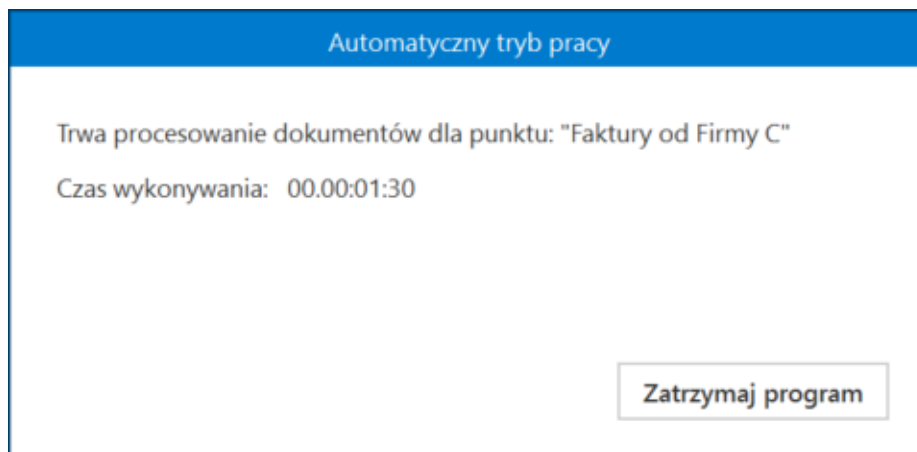 Automatyczny tryb pracy
Trwa procesowanie dokumentów dla punktu: "Faktury od Firmy C"
Czas wykonywania: 00.00:01:30
Zatrzymaj program